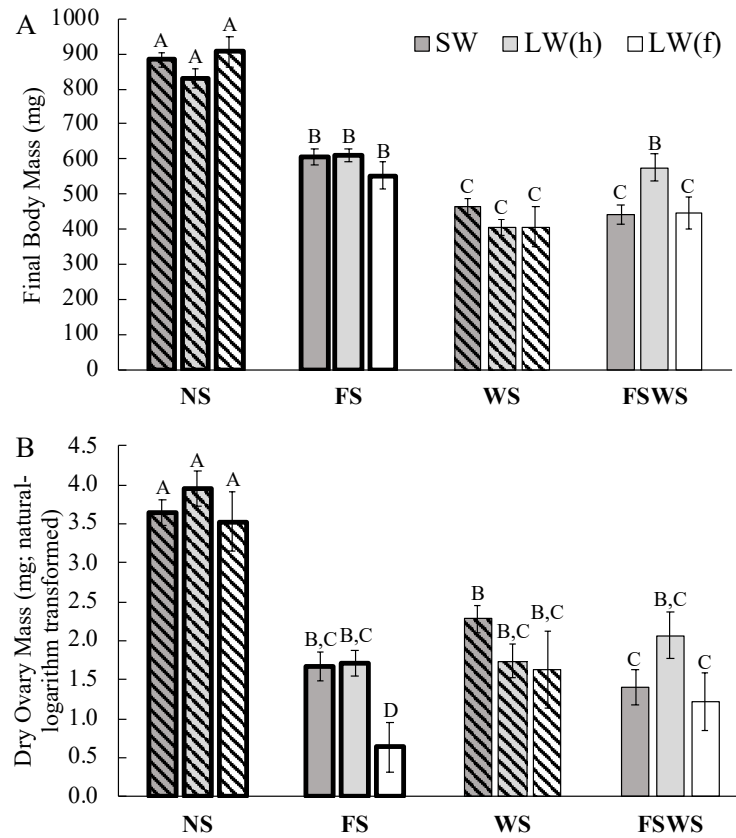 A
SW LW(h) LW(f)
Final Body Mass (mg)
1000
900
800
700
600
500
400
300
200
100
0
A A A
B B B
C C C
C B C
NS FS WS FSWS
B
Dry Ovary Mass (mg; natural-
logarithm transformed)
4.5
4.0
3.5
3.0
2.5
2.0
1.5
1.0
0.5
0.0
A A A
B,C B,C D
B B,C B,C
C B,C C
NS FS WS FSWS